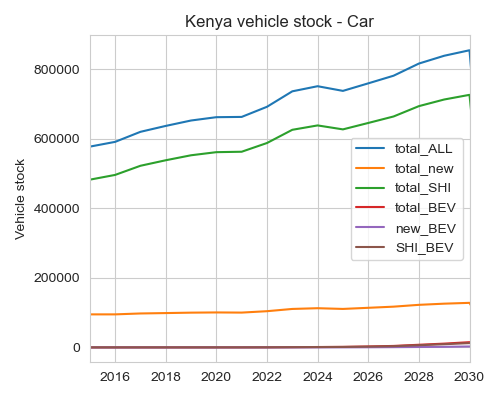 Kenya vehicle stock - Car
Vehicle stock
800000
600000
400000
200000
0
total_ALL
total_new
total_SHI
total_BEV
new_BEV
SHI_BEV
2016 2018 2020 2022 2024 2026 2028 2030